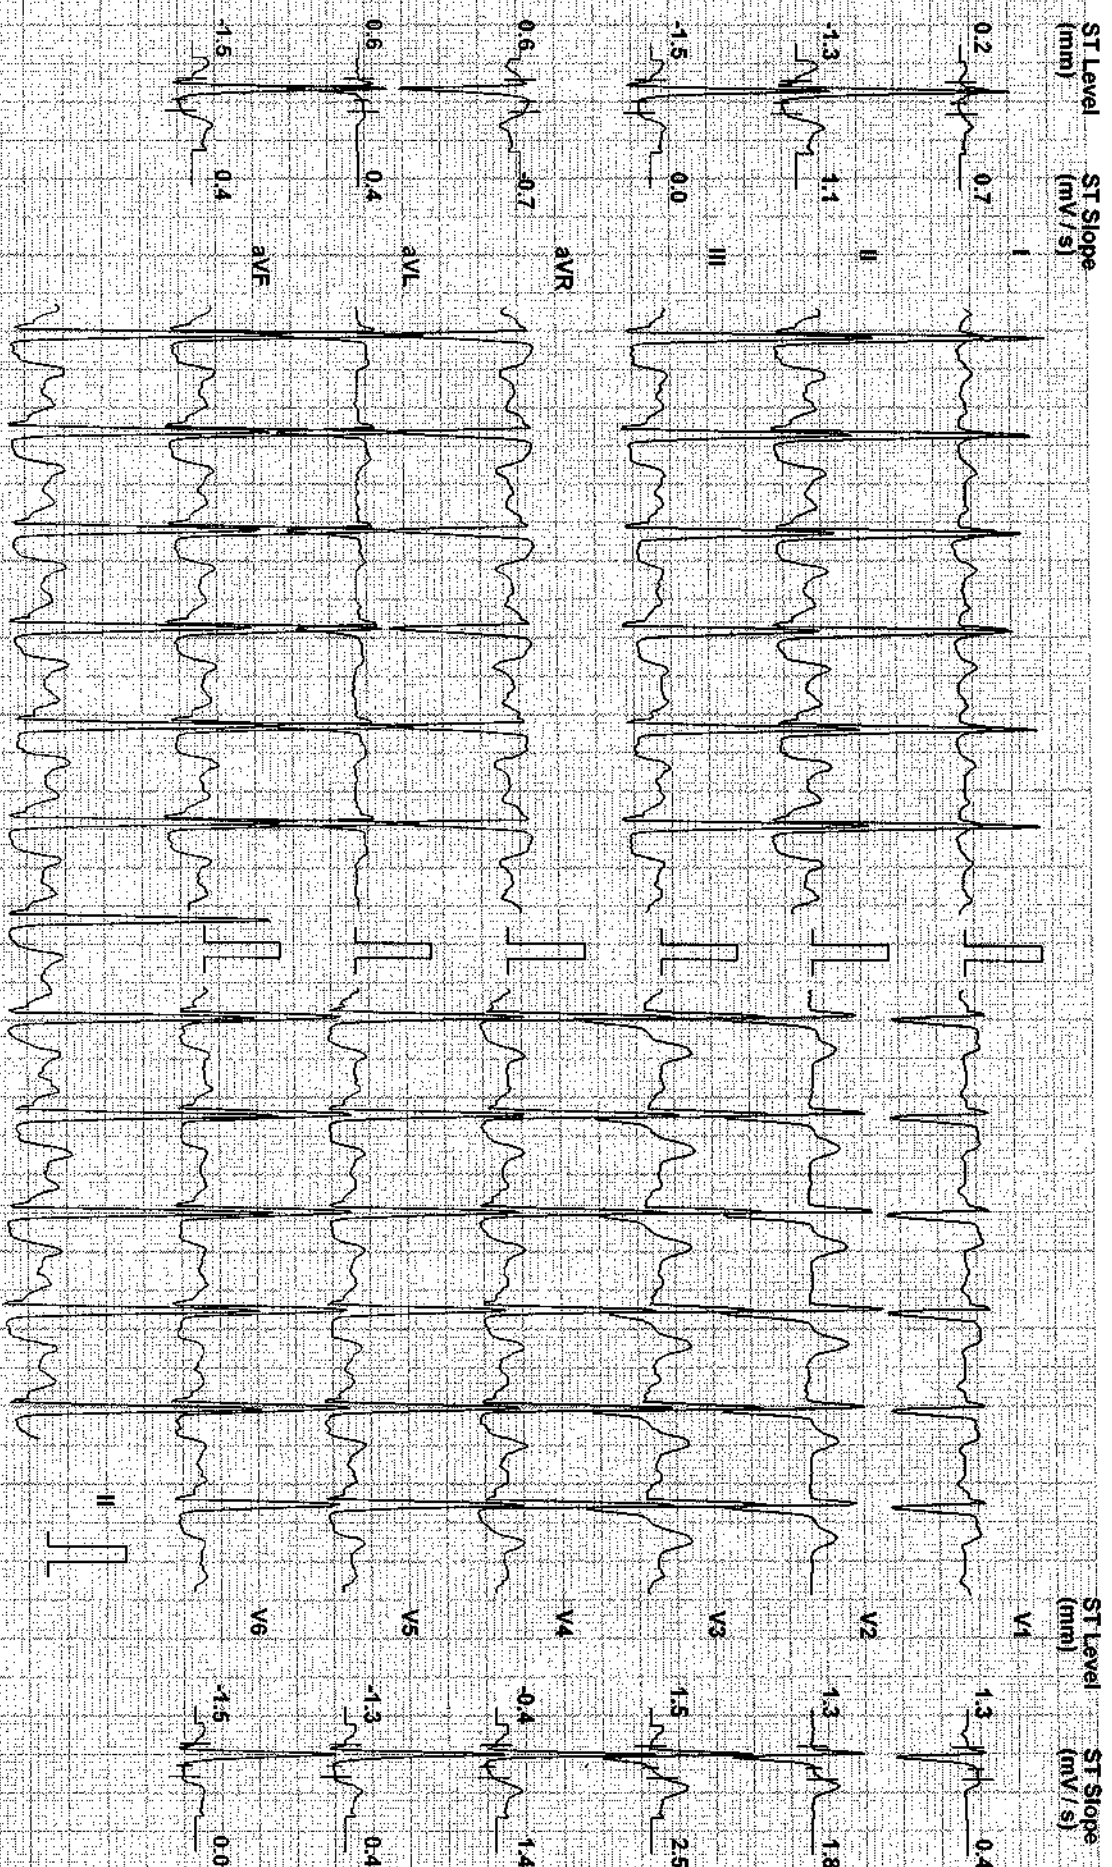 ST Level ST Slope
(mm) (mV / s)
I
0.2 0.7
II
-1.3 1.1
III
-1.5 0.0
aVR
0.6 -0.7
aVL
0.6 0.4
aVF
-1.5 0.4
ST Level ST Slope
(mm) (mV / s)
V1
1.3 0.4
V2
1.3 1.8
V3
1.5 2.5
V4
-0.4 1.4
V5
-1.3 0.4
V6
-1.5 0.0
II